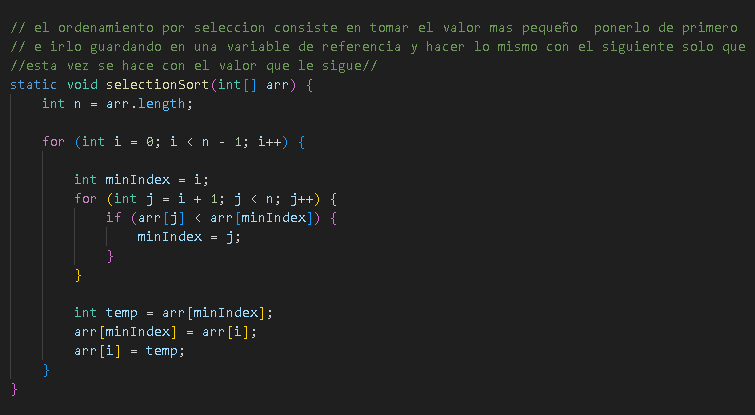 // el ordenamiento por seleccion consiste en tomar el valor mas pequeño  ponerlo de primero
// e irlo guardando en una variable de referencia y hacer lo mismo con el siguiente solo que
//esta vez se hace con el valor que le sigue//
static void selectionSort(int[] arr) {
    int n = arr.length;

    for (int i = 0; i < n - 1; i++) {

        int minIndex = i;
        for (int j = i + 1; j < n; j++) {
            if (arr[j] < arr[minIndex]) {
                minIndex = j;
            }
        }

        int temp = arr[minIndex];
        arr[minIndex] = arr[i];
        arr[i] = temp;
    }
}